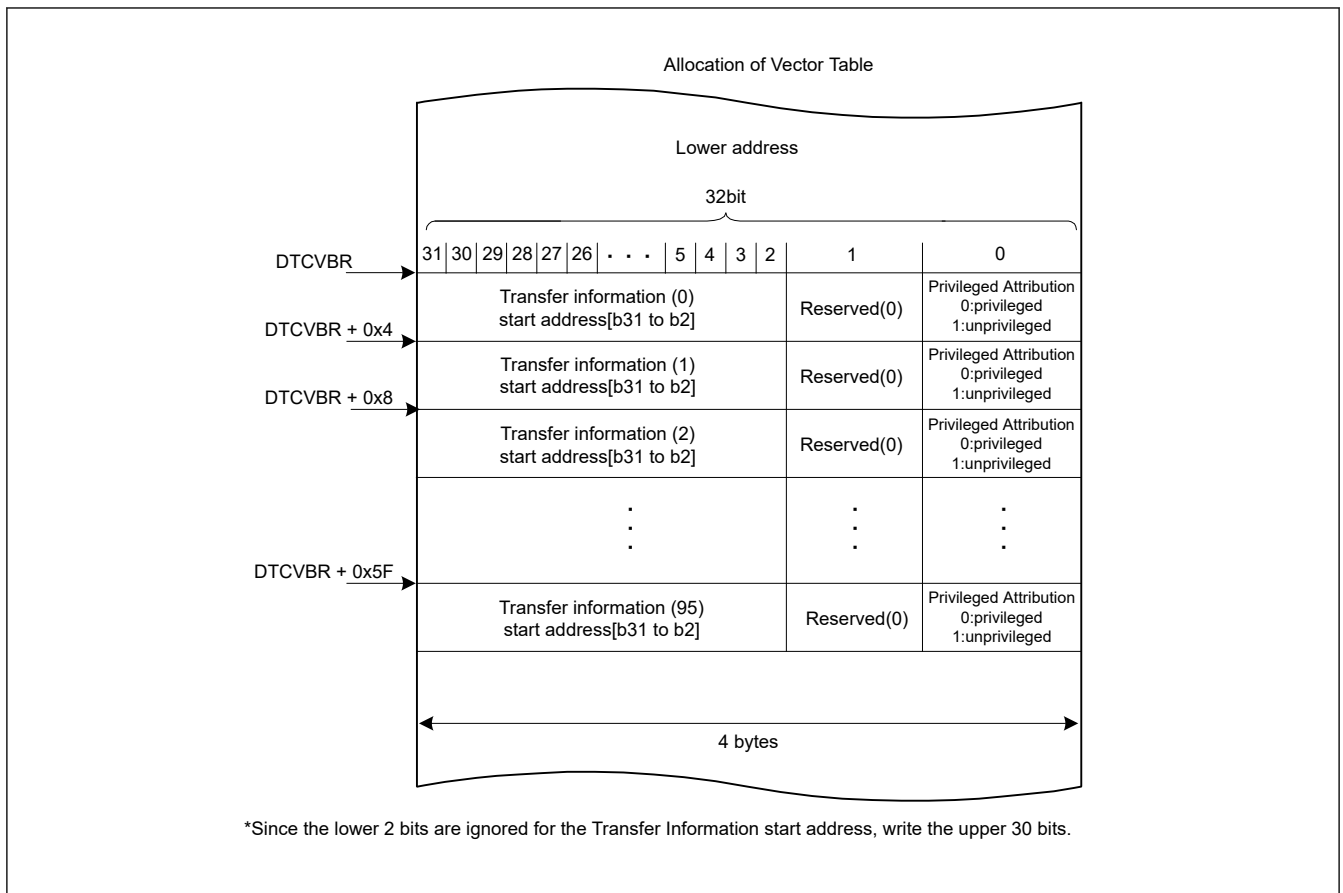 Allocation of Vector Table
Lower address
32bit
31 30 29 28 27 26 · · · 5 4 3 2 1 0
DTCVBR
Transfer information (0)
start address[b31 to b2]
Reserved(0)
Privileged Attribution
0:privileged
1:unprivileged
DTCVBR + 0x4
Transfer information (1)
start address[b31 to b2]
Reserved(0)
Privileged Attribution
0:privileged
1:unprivileged
DTCVBR + 0x8
Transfer information (2)
start address[b31 to b2]
Reserved(0)
Privileged Attribution
0:privileged
1:unprivileged
DTCVBR + 0x5F
Transfer information (95)
start address[b31 to b2]
Reserved(0)
Privileged Attribution
0:privileged
1:unprivileged
4 bytes
*Since the lower 2 bits are ignored for the Transfer Information start address, write the upper 30 bits.